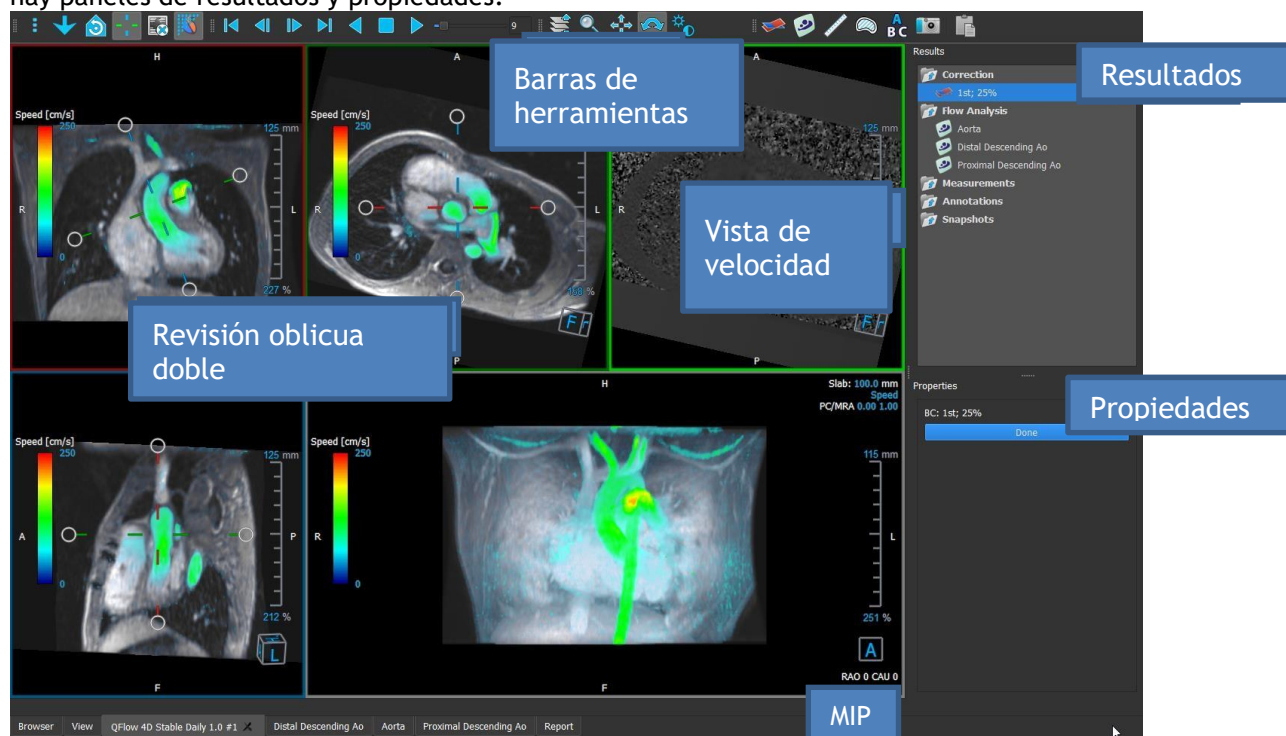 hay paneles de resultados y propiedades.
9
A
B C
H
Speed [cm/s]
250
125 mm
R
L
0
227 %
A
Speed [cm/s]
250
R
L
0
168 %
F
P
A
125 mm
R
F
P
Barras de
herramientas
Vista de
velocidad
Revisión oblicua
doble
Results
Correction
1st; 25%
Flow Analysis
Aorta
Distal Descending Ao
Proximal Descending Ao
Measurements
Annotations
Snapshots
Resultados
Speed [cm/s]
250
125 mm
A
P
0
212 %
L
F
H
Slab: 100.0 mm
Speed
PC/MRA 0.00 1.00
Speed [cm/s]
250
115 mm
R
L
0
251 %
A
RAO 0 CAU 0
F
MIP
Properties
BC: 1st; 25%
Done
Propiedades
Browser
View
QFlow 4D Stable Daily 1.0 #1
Distal Descending Ao
Aorta
Proximal Descending Ao
Report